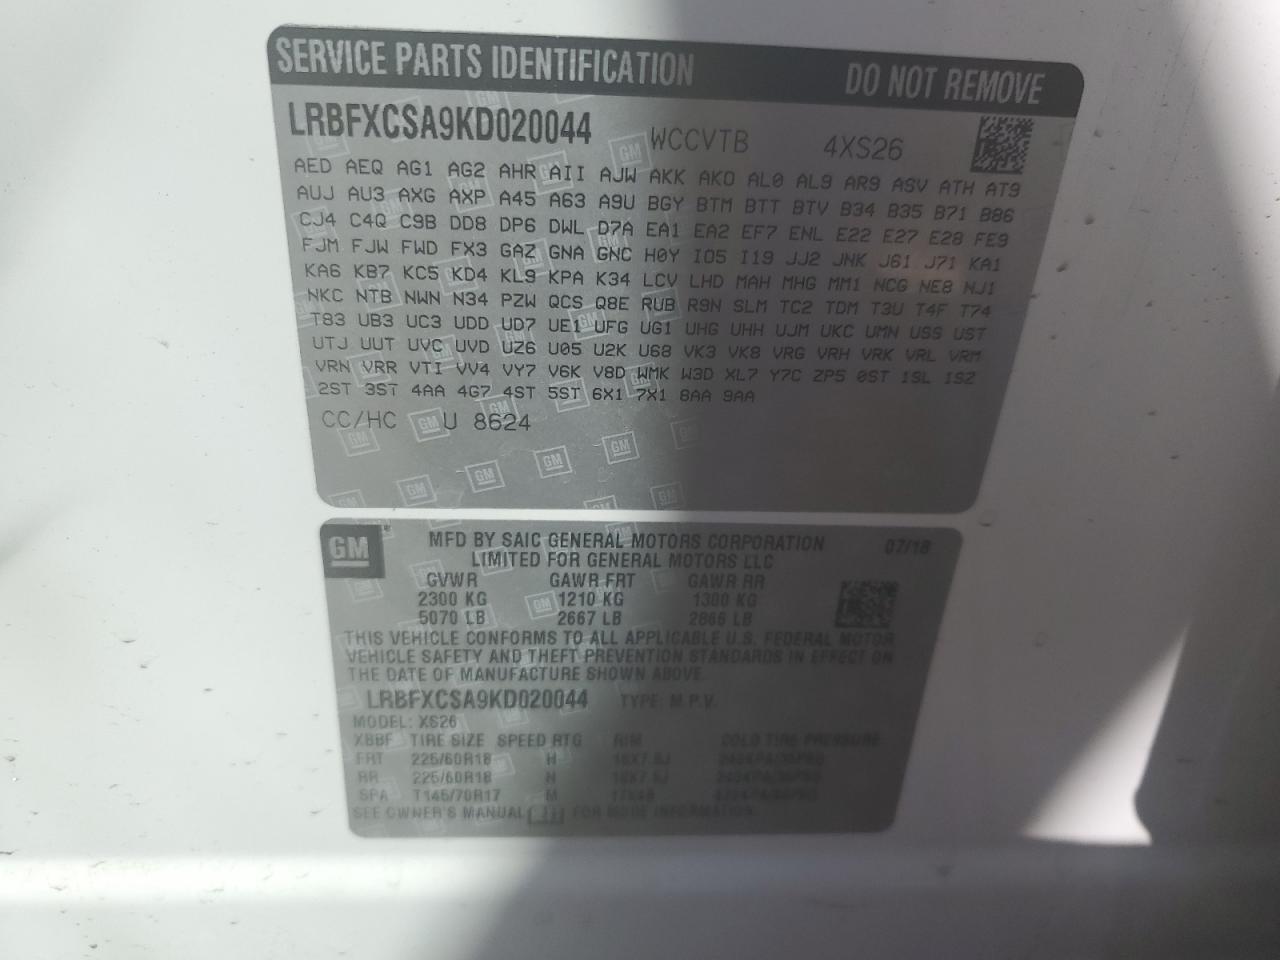 SERVICE PARTS IDENTIFICATION DO NOT REMOVE
LRBFXCSA9KD020044 WCCVTB 4XS26
AED AEQ AG1 AG2 AHR AII AJW AKK AKO AL0 AL9 AR9 ASV ATH AT9
AUJ AU3 AXG AXP A45 A63 A9U BGY BTM BTT BTV B34 B35 B71 B86
CJ4 C4Q C9B DD8 DP6 DWL D7A EA1 EA2 EF7 ENL E22 E27 E28 FE9
FJM FJW FWD FX3 GAZ GNA GNC H0Y IO5 I19 JJ2 JNK J61 J71 KA1
KA6 KB7 KC5 KD4 KL9 KPA K34 LCV LHD MAH MHG MM1 NCG NE8 NJ1
NKC NTB NWN N34 PZW QCS Q8E RUB R9N SLM TC2 TDM T3U T4F T74
T83 UB3 UC3 UDD UD7 UE1 UFG UG1 UHG UHH UJM UKC UMN USS UST
UTJ UUT UVC UVD UZ6 U05 U2K U68 VK3 VK8 VRG VRH VRK VRL VRM
VRN VRR VTI VV4 VY7 V6K V8D WMK W3D XL7 Y7C ZP5 0ST 1SL 1SZ
2ST 3ST 4AA 4G7 4ST 5ST 6X1 7X1 8AA 9AA
CC/HC U 8624
GM MFD BY SAIC GENERAL MOTORS CORPORATION 07/18
LIMITED FOR GENERAL MOTORS LLC
GVWR GAWR FRT GAWR RR
2300 KG 1210 KG 1300 KG
5070 LB 2667 LB 2866 LB
THIS VEHICLE CONFORMS TO ALL APPLICABLE U.S. FEDERAL MOTOR
VEHICLE SAFETY AND THEFT PREVENTION STANDARDS IN EFFECT ON
THE DATE OF MANUFACTURE SHOWN ABOVE.
LRBFXCSA9KD020044 TYPE: M.P.V.
MODEL: XS26
XBBF TIRE SIZE SPEED RTG RIM COLD TIRE PRESSURE
FRT 225/60R18 H
RR 225/60R18 H
SPA T145/70R17 M
SEE OWNER'S MANUAL FOR MORE INFORMATION.